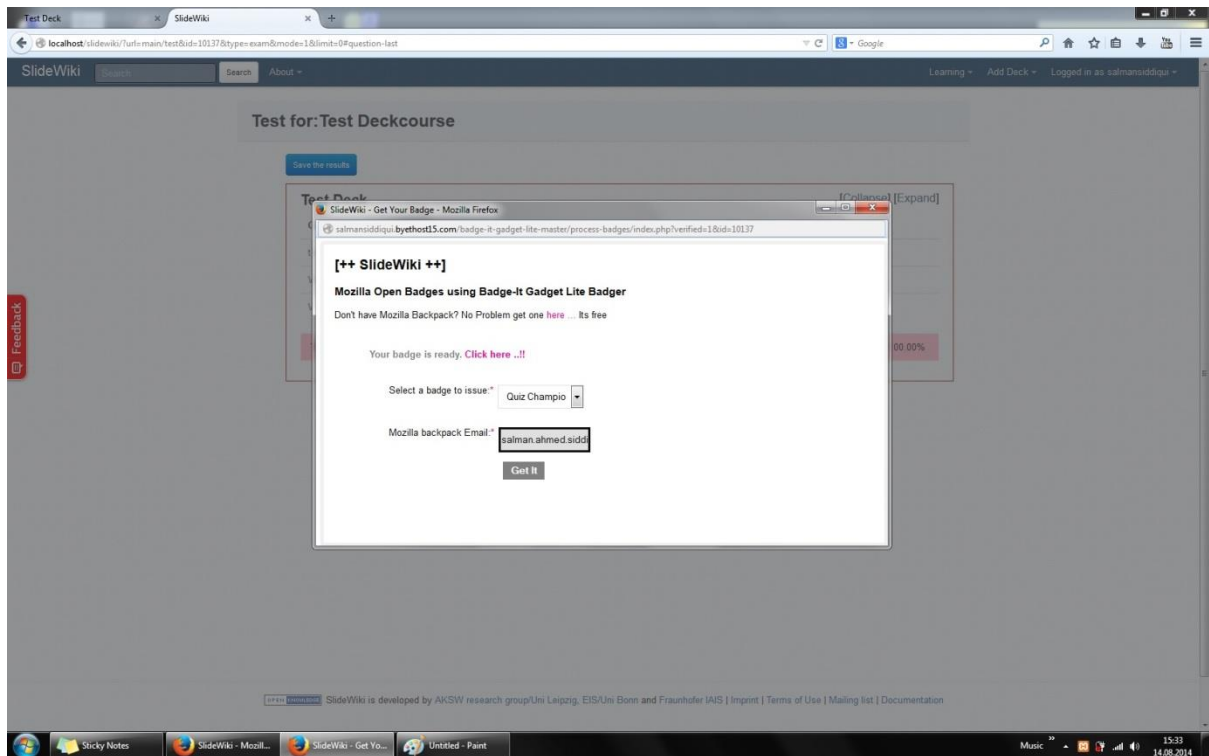 Test Deck
SlideWiki
localhost/slidewiki/?url=main/test&id=10137&type=exam&mode=1&limit=0#question-last
Google
SlideWiki Search Search About Learning Add Deck Logged in as salmansiddiqui
Test for:Test Deckcourse
Save the results
Test Deck [Collapse] [Expand]
SlideWiki - Get Your Badge - Mozilla Firefox
salmansiddiqui.byethost15.com/badge-it-gadget-lite-master/process-badges/index.php?verified=1&id=10137
[++ SlideWiki ++]
Mozilla Open Badges using Badge-It Gadget Lite Badger
Don't have Mozilla Backpack? No Problem get one here ... Its free
Your badge is ready. Click here ..!!
00.00%
Select a badge to issue:* Quiz Champio
Mozilla backpack Email:* salman.ahmed.siddi
Get It
Feedback
SlideWiki is developed by AKSW research group/Uni Leipzig, EIS/Uni Bonn and Fraunhofer IAIS | Imprint | Terms of Use | Mailing list | Documentation
Sticky Notes SlideWiki - Mozill... SlideWiki - Get Yo... Untitled - Paint Music 15:33
14.08.2014